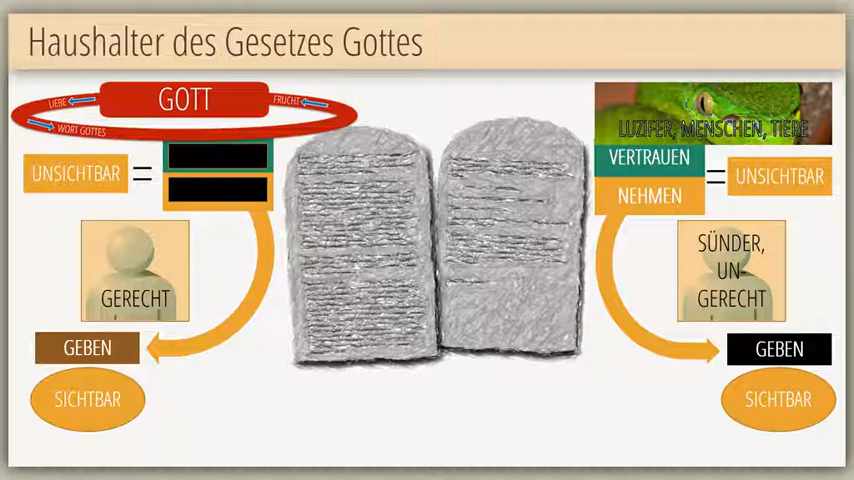 Haushalter des Gesetzes Gottes
LIEBE
GOTT
FRUCHT
WORT GOTTES
UNSICHTBAR
=
GERECHT
GEBEN
SICHTBAR
LUZIFER, MENSCHEN, TIERE
VERTRAUEN
NEHMEN
=
UNSICHTBAR
SÜNDER,
UN-
GERECHT
GEBEN
SICHTBAR